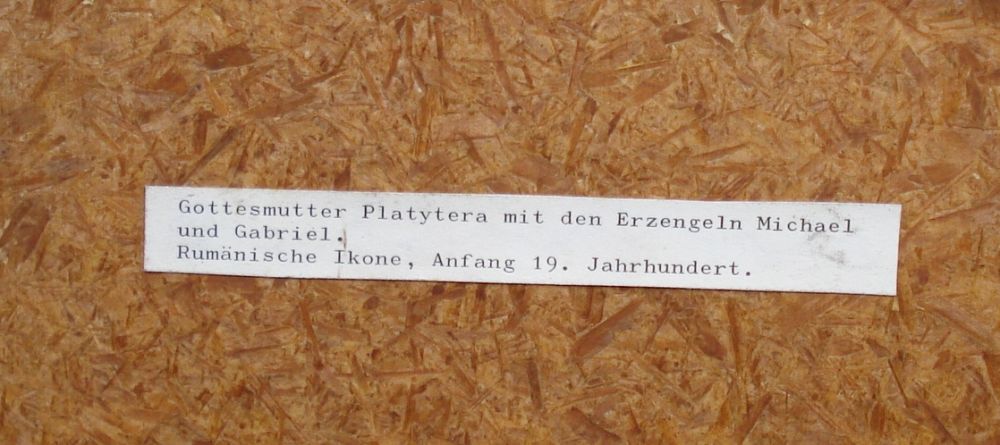 Gottesmutter Platytera mit den Erzengeln Michael
und Gabriel.
Rumänische Ikone, Anfang 19. Jahrhundert.